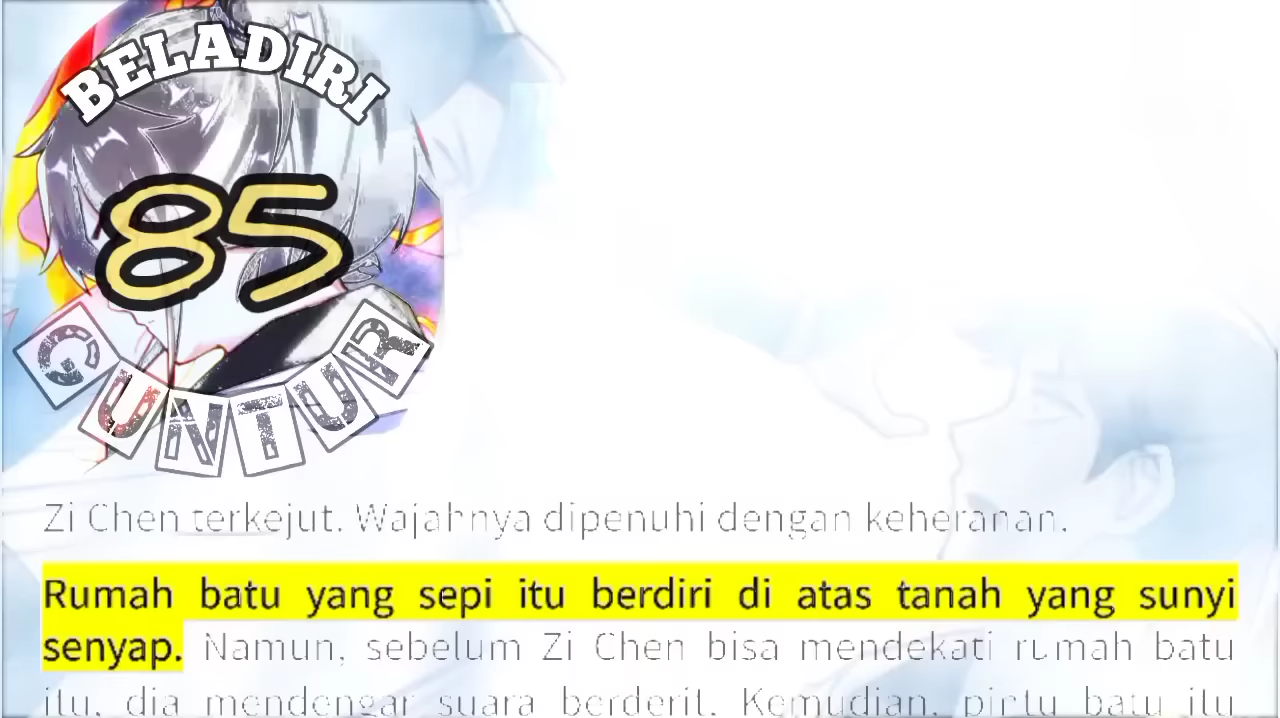 BELADIRI
85
GUNTUR
Zi Chen terkejut. Wajahnya dipenuhi dengan keheranan.
Rumah batu yang sepi itu berdiri di atas tanah yang sunyi
senyap. Namun, sebelum Zi Chen bisa mendekati rumah batu
itu, dia mendengar suara berderit. Kemudian, pintu batu itu